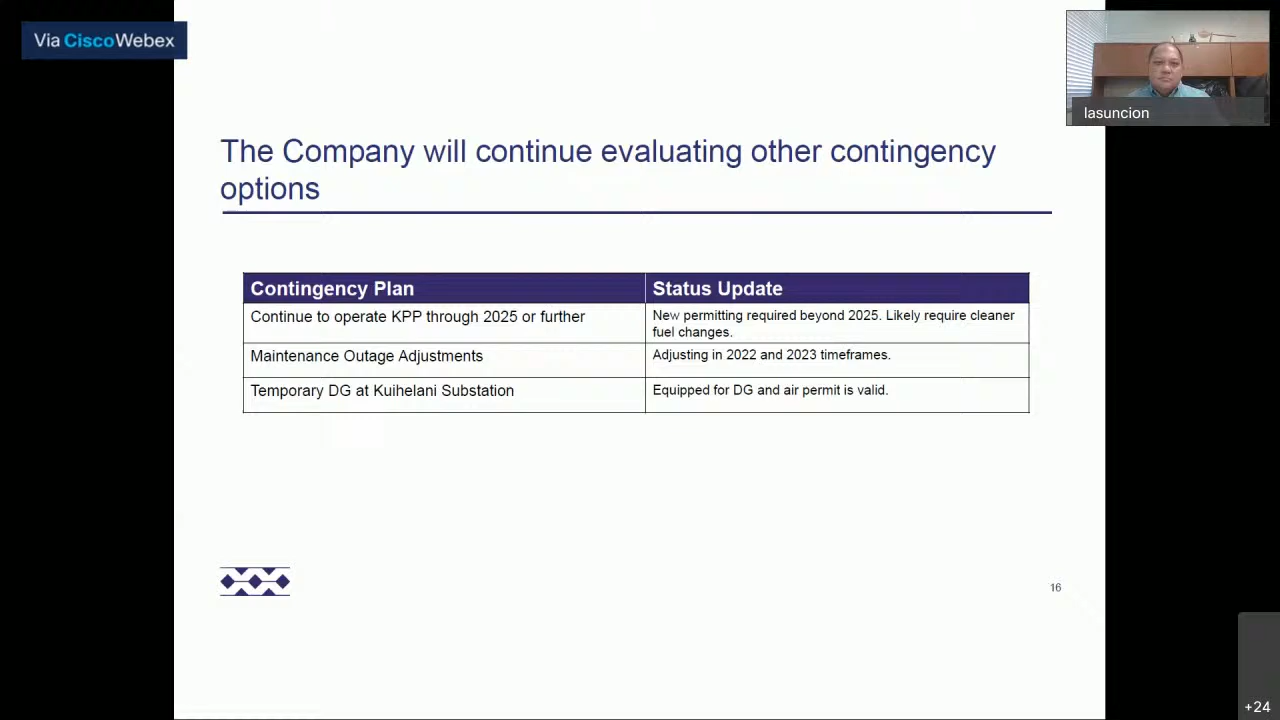 Via CiscoWebex
lasuncion
The Company will continue evaluating other contingency
options
Contingency Plan
Status Update
Continue to operate KPP through 2025 or further
New permitting required beyond 2025. Likely require cleaner
fuel changes.
Maintenance Outage Adjustments
Adjusting in 2022 and 2023 timeframes.
Temporary DG at Kuihelani Substation
Equipped for DG and air permit is valid.
16
+24